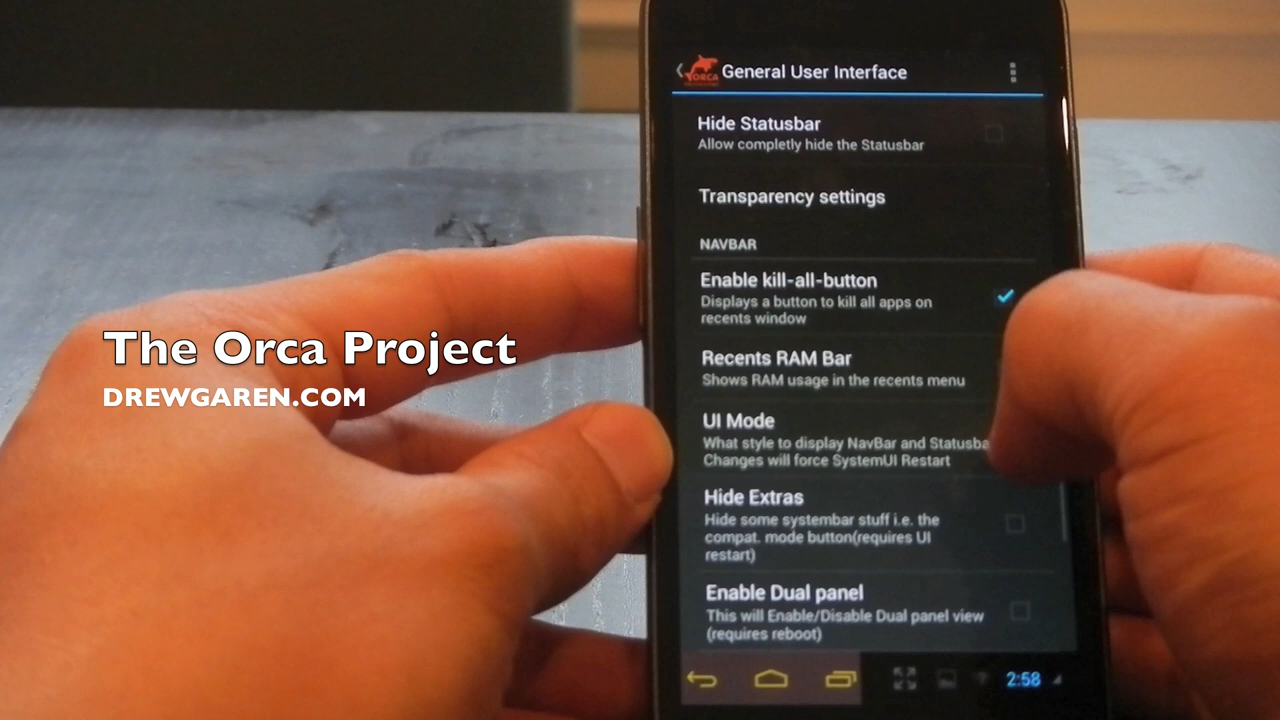 ORCA
General User Interface
Hide Statusbar
Allow completly hide the Statusbar
Transparency settings
NAVBAR
Enable kill-all-button
Displays a button to kill all apps on
recents window
Recents RAM Bar
Shows RAM usage in the recents menu
UI Mode
What style to display NavBar and Statusba
Changes will force SystemUI Restart
Hide Extras
Hide some systembar stuff i.e. the
compat. mode button(requires UI
restart)
Enable Dual panel
This will Enable/Disable Dual panel view
(requires reboot)
2:58
The Orca Project
DREWGAREN.COM